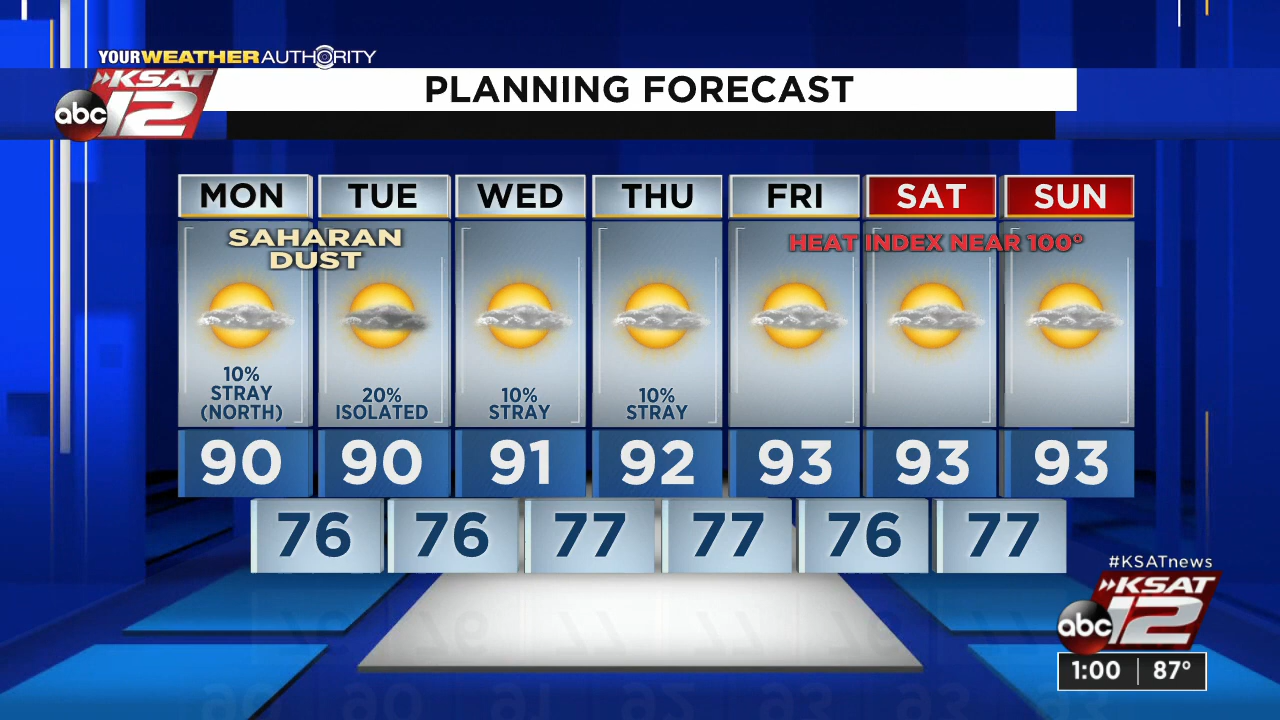 YOURWEATHERAUTHORITY
KSAT
abc
12
PLANNING FORECAST
MON
TUE
WED
THU
FRI
SAT
SUN
SAHARAN
DUST
HEAT INDEX NEAR 100°
10%
STRAY
(NORTH)
20%
ISOLATED
10%
STRAY
10%
STRAY
90
90
91
92
93
93
93
76
76
77
77
76
77
#KSATnews
KSAT
abc
12
1:00 87°